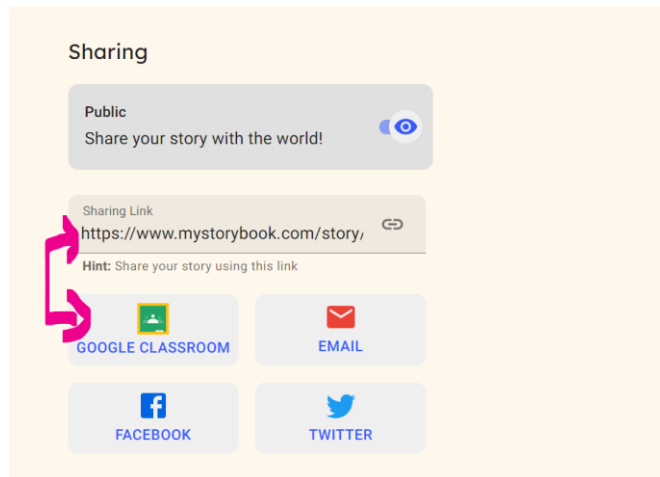 Sharing
Public
Share your story with the world!
Sharing Link
https://www.mystorybook.com/story/
Hint: Share your story using this link
GOOGLE CLASSROOM
EMAIL
FACEBOOK
TWITTER